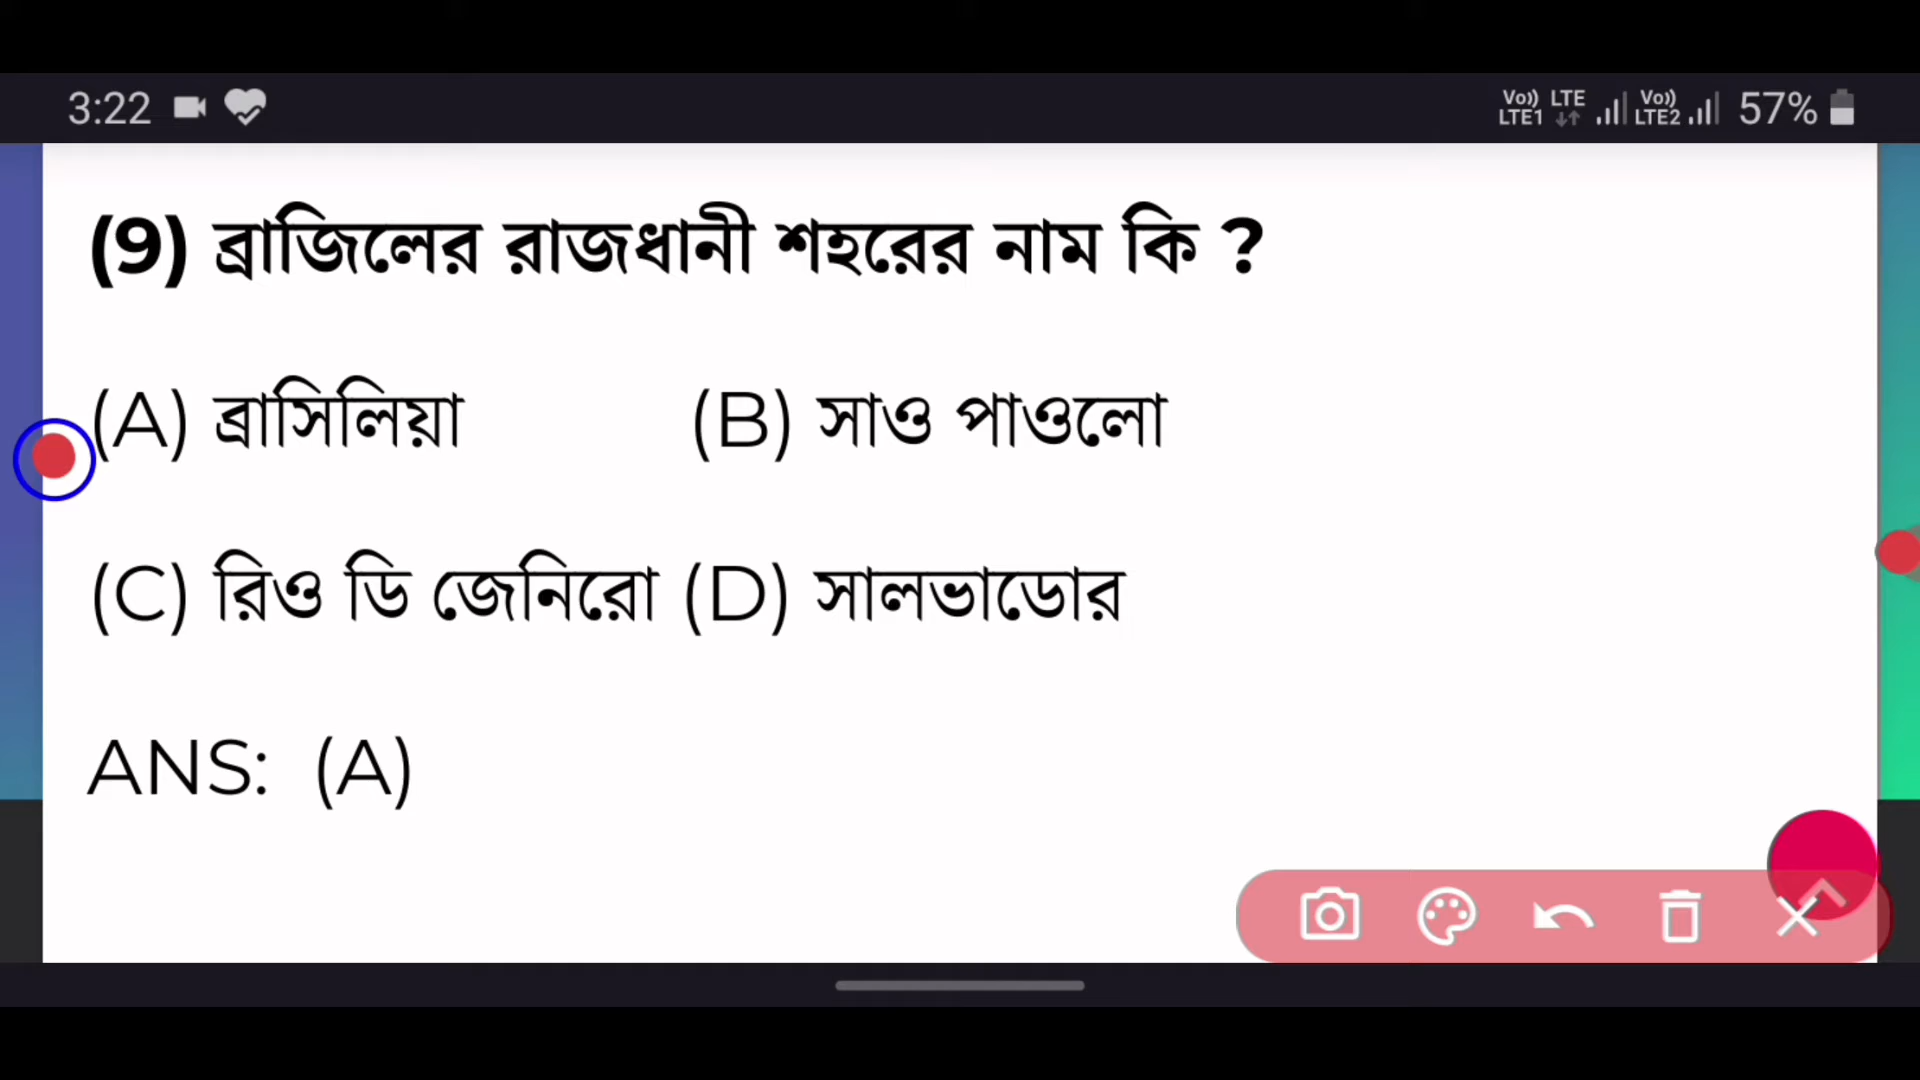 3:22 Vo)) LTE LTE1 Vo)) LTE2 57%
(9) ব্রাজিলের রাজধানী শহরের নাম কি ?
(A) ব্রাসিলিয়া (B) সাও পাওলো
(C) রিও ডি জেনিরো (D) সালভাডোর
ANS: (A)